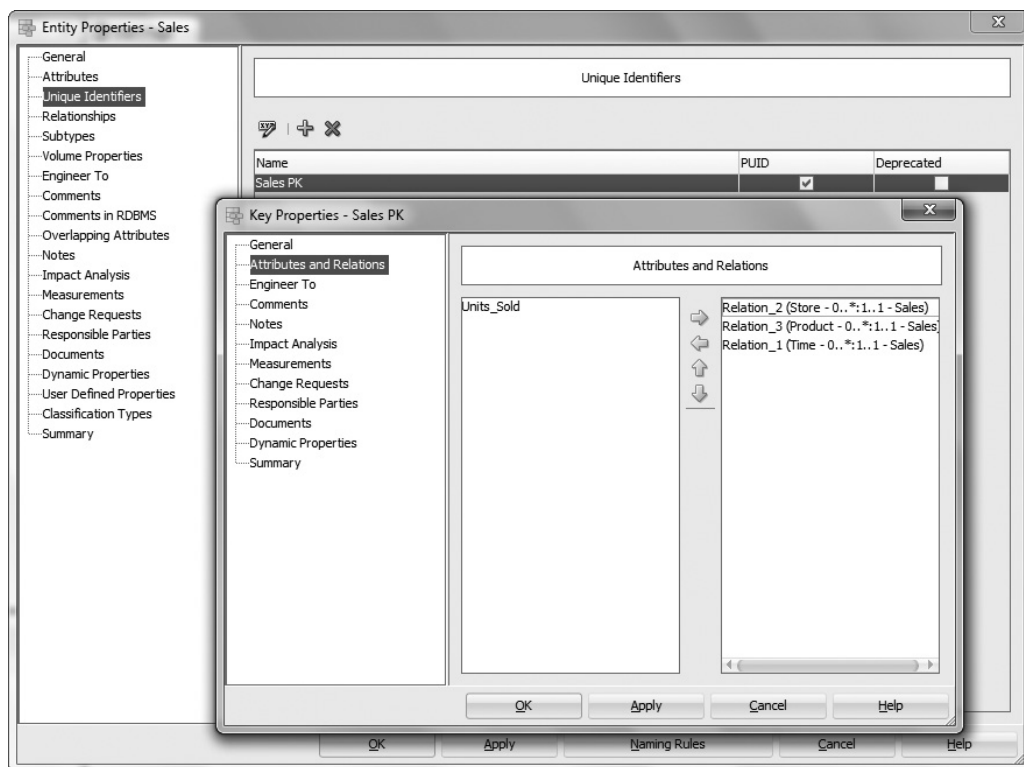 Entity Properties - Sales
General
Attributes
Unique Identifiers
Relationships
Subtypes
Volume Properties
Engineer To
Comments
Comments in RDBMS
Overlapping Attributes
Notes
Impact Analysis
Measurements
Change Requests
Responsible Parties
Documents
Dynamic Properties
User Defined Properties
Classification Types
Summary
Unique Identifiers
Name PUID Deprecated
Sales PK
Key Properties - Sales PK
General
Attributes and Relations
Engineer To
Comments
Notes
Impact Analysis
Measurements
Change Requests
Responsible Parties
Documents
Dynamic Properties
Summary
Attributes and Relations
Units_Sold
Relation_2 (Store - 0..*:1..1 - Sales)
Relation_3 (Product - 0..*:1..1 - Sales
Relation_1 (Time - 0..*:1..1 - Sales)
OK Apply Cancel Help
OK Apply Naming Rules Cancel Help